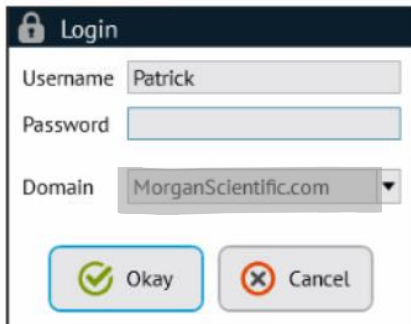 Login
Username Patrick
Password
Domain MorganScientific.com
Okay Cancel